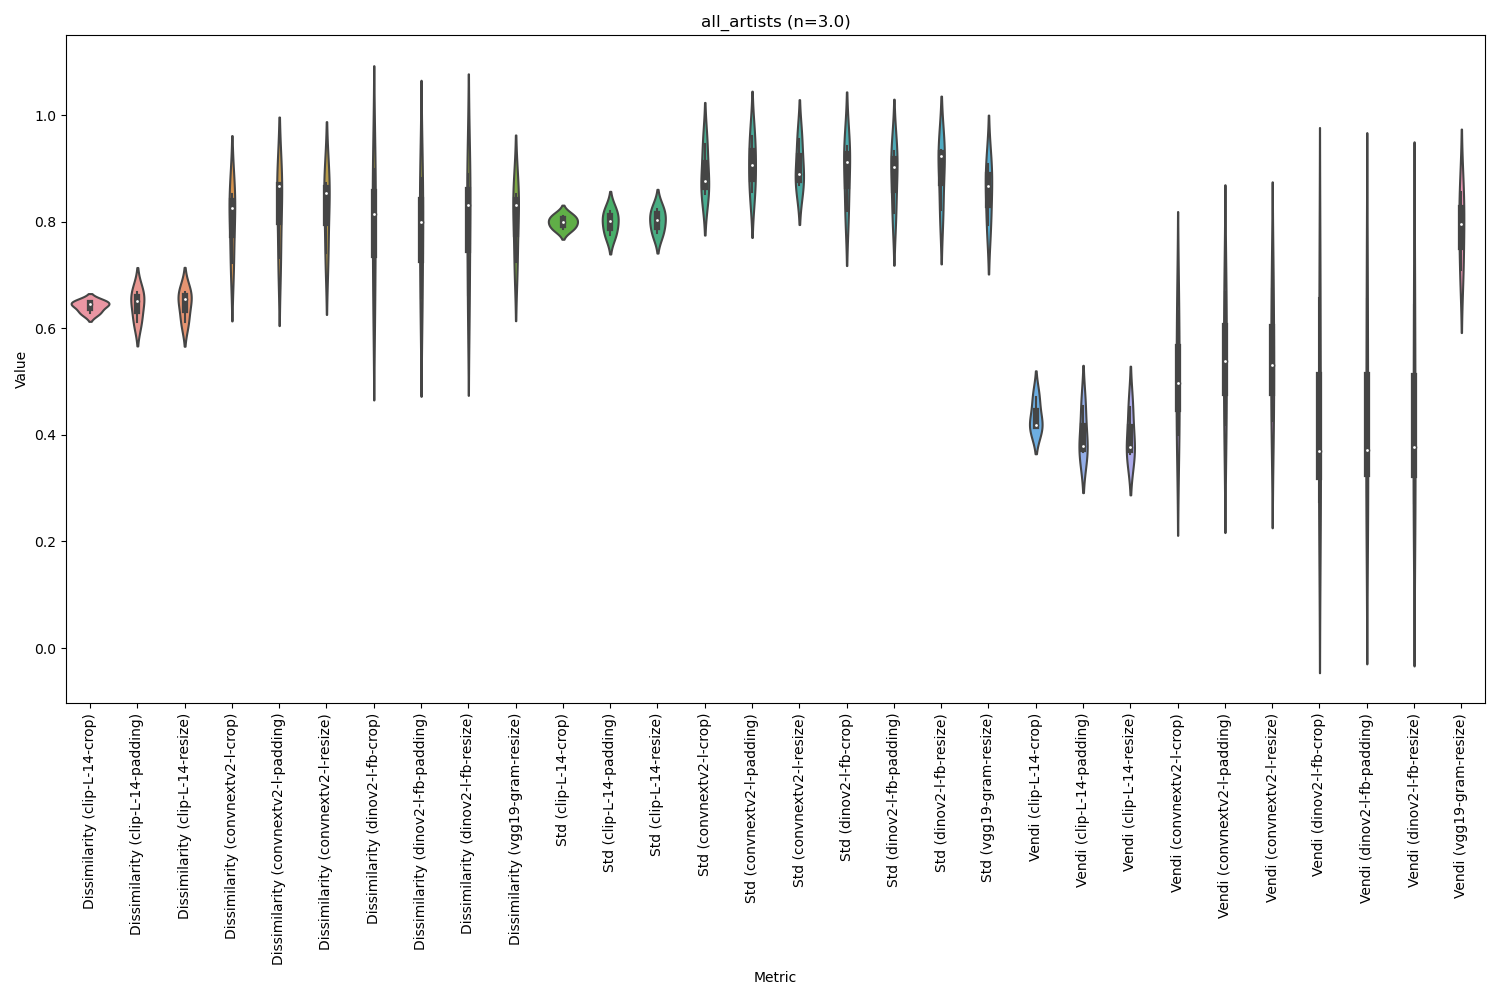 all_artists (n=3.0)
1.0
0.8
0.6
0.4
0.2
0.0
Value
Dissimilarity (clip-L-14-crop)
Dissimilarity (clip-L-14-padding)
Dissimilarity (clip-L-14-resize)
Dissimilarity (convnextv2-l-crop)
Dissimilarity (convnextv2-l-padding)
Dissimilarity (convnextv2-l-resize)
Dissimilarity (dinov2-l-fb-crop)
Dissimilarity (dinov2-l-fb-padding)
Dissimilarity (dinov2-l-fb-resize)
Dissimilarity (vgg19-gram-resize)
Std (clip-L-14-crop)
Std (clip-L-14-padding)
Std (clip-L-14-resize)
Std (convnextv2-l-crop)
Std (convnextv2-l-padding)
Std (convnextv2-l-resize)
Std (dinov2-l-fb-crop)
Std (dinov2-l-fb-padding)
Std (dinov2-l-fb-resize)
Std (vgg19-gram-resize)
Vendi (clip-L-14-crop)
Vendi (clip-L-14-padding)
Vendi (clip-L-14-resize)
Vendi (convnextv2-l-crop)
Vendi (convnextv2-l-padding)
Vendi (convnextv2-l-resize)
Vendi (dinov2-l-fb-crop)
Vendi (dinov2-l-fb-padding)
Vendi (dinov2-l-fb-resize)
Vendi (vgg19-gram-resize)
Metric